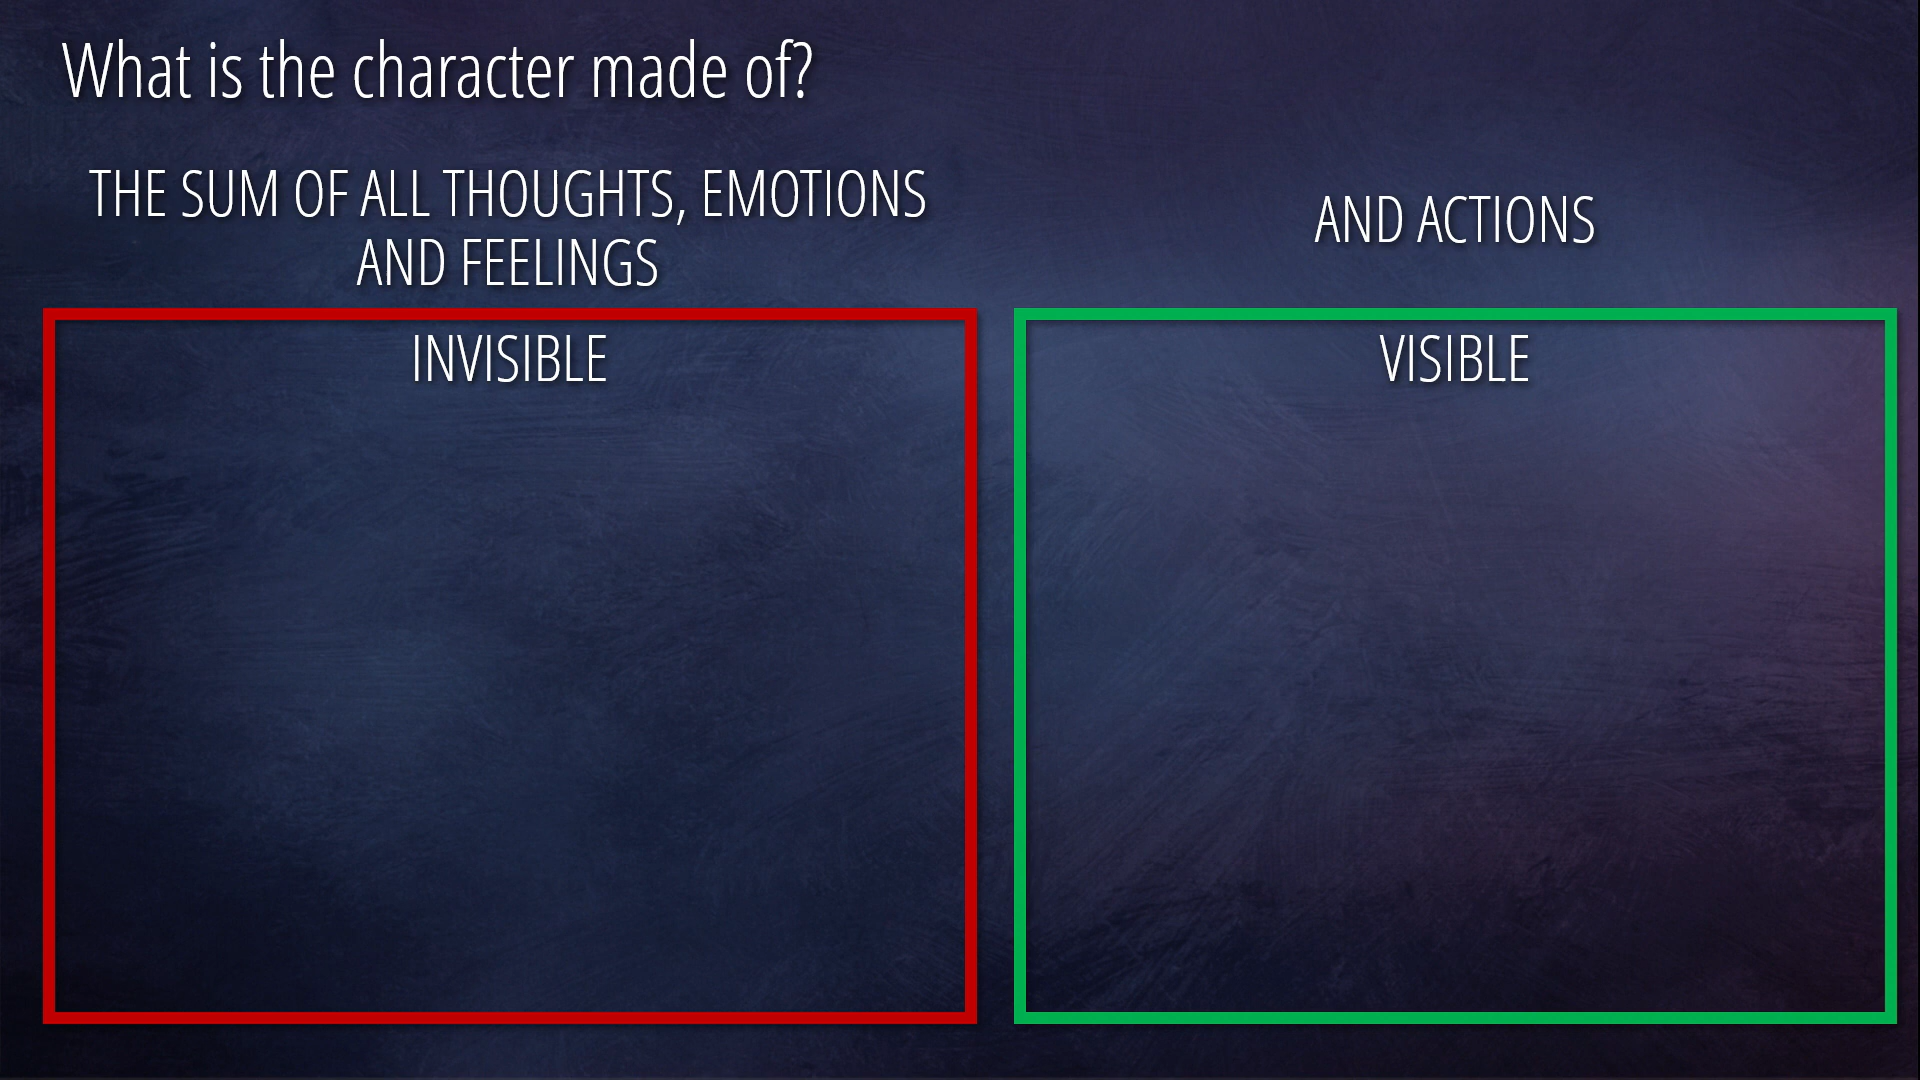 What is the character made of?
THE SUM OF ALL THOUGHTS, EMOTIONS
AND FEELINGS
AND ACTIONS
INVISIBLE
VISIBLE